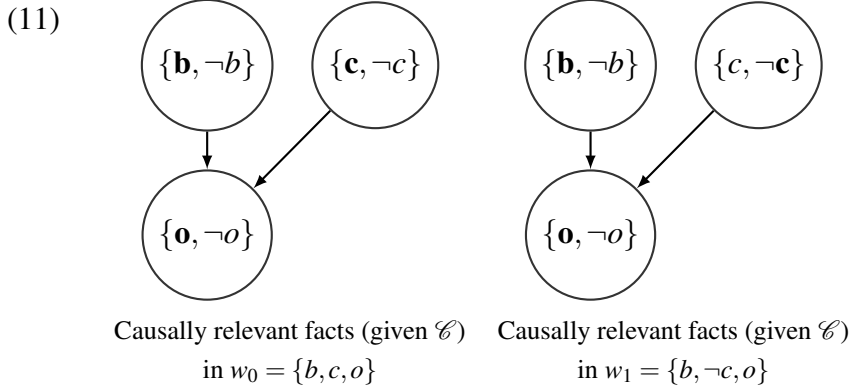 (11)
{b, ¬b} {c, ¬c} {b, ¬b} {c, ¬c}
{o, ¬o} {o, ¬o}
Causally relevant facts (given 𝒞) Causally relevant facts (given 𝒞)
in w₀ = {b, c, o} in w₁ = {b, ¬c, o}